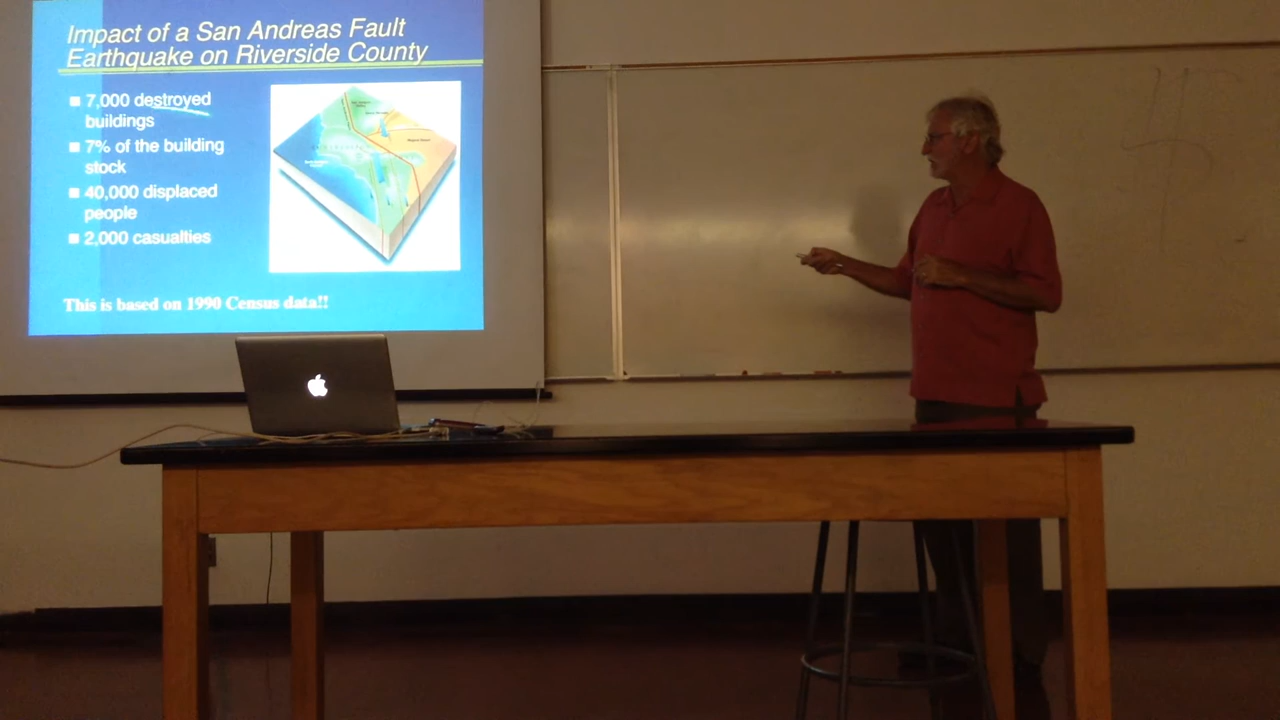 Impact of a San Andreas Fault
Earthquake on Riverside County
7,000 destroyed
buildings
7% of the building
stock
40,000 displaced
people
2,000 casualties
This is based on 1990 Census data!!